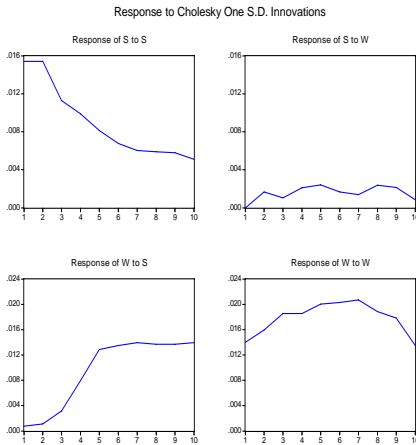 Response to Cholesky One S.D. Innovations
Response of S to S
.016
.012
.008
.004
.000
1 2 3 4 5 6 7 8 9 10
Response of S to W
.016
.012
.008
.004
.000
1 2 3 4 5 6 7 8 9 10
Response of W to S
.024
.020
.016
.012
.008
.004
.000
1 2 3 4 5 6 7 8 9 10
Response of W to W
.024
.020
.016
.012
.008
.004
.000
1 2 3 4 5 6 7 8 9 10